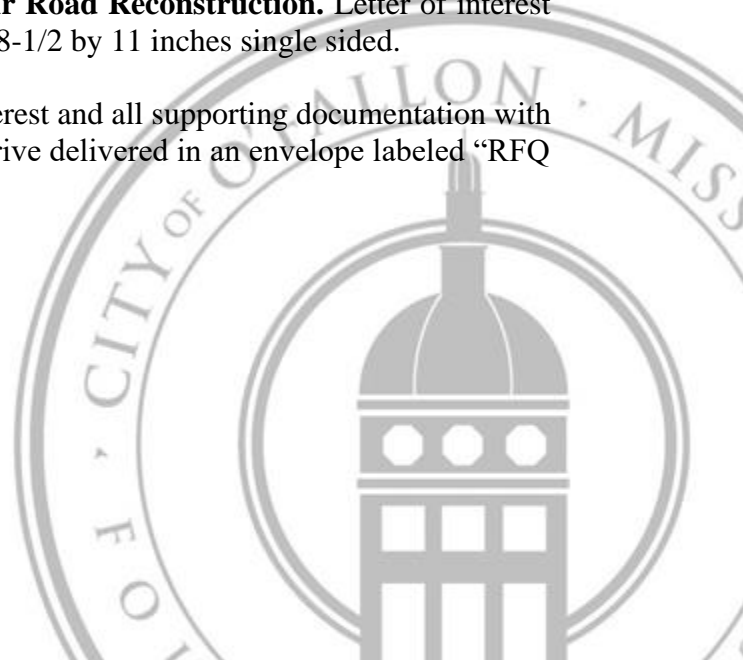 r Road Reconstruction. Letter of interest
8-1/2 by 11 inches single sided.
erest and all supporting documentation with
rive delivered in an envelope labeled “RFQ
CITY OF O'FALLON · MISS